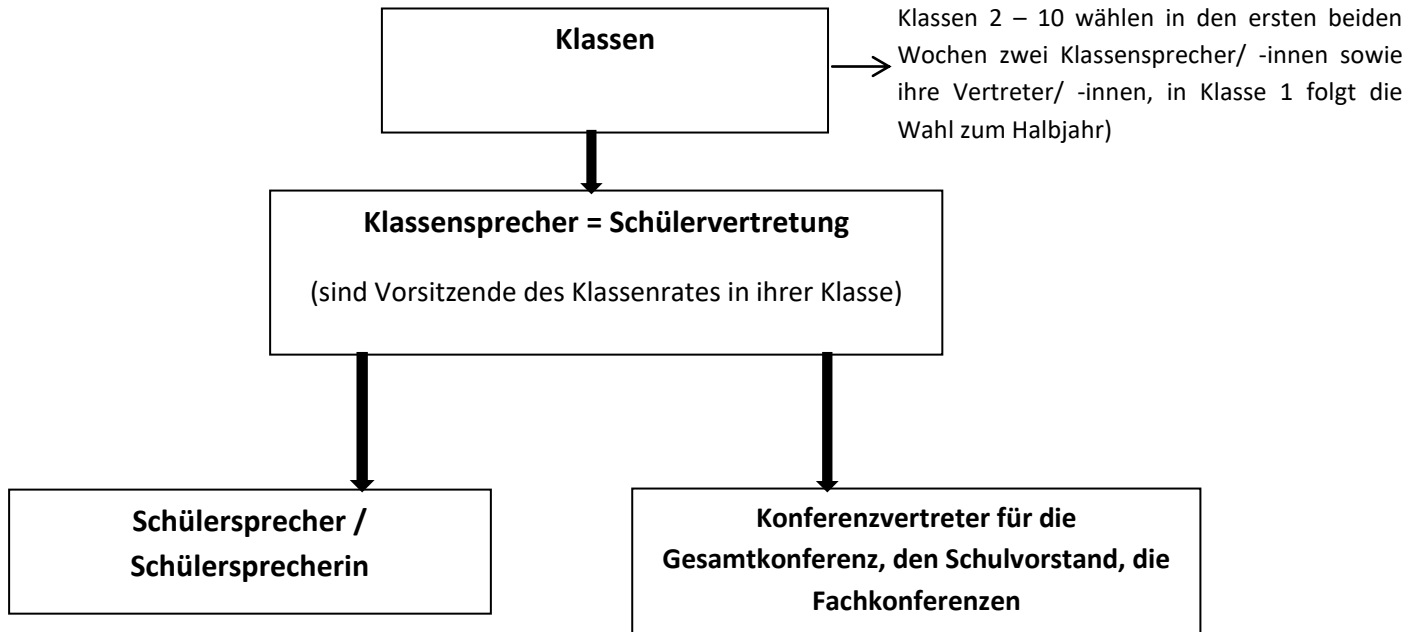 Klassen
Klassen 2 – 10 wählen in den ersten beiden
Wochen zwei Klassensprecher/ -innen sowie
ihre Vertreter/ -innen, in Klasse 1 folgt die
Wahl zum Halbjahr)
Klassensprecher = Schülervertretung
(sind Vorsitzende des Klassenrates in ihrer Klasse)
Schülersprecher /
Schülersprecherin
Konferenzvertreter für die
Gesamtkonferenz, den Schulvorstand, die
Fachkonferenzen